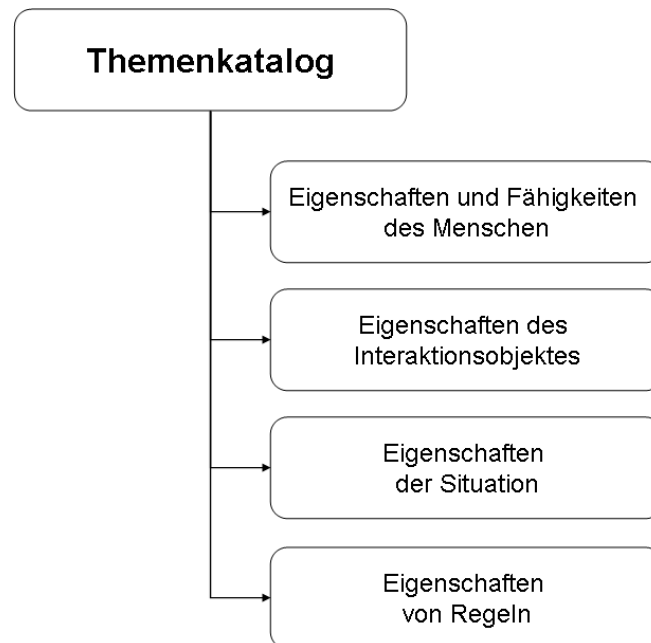 Themenkatalog
Eigenschaften und Fähigkeiten
des Menschen
Eigenschaften des
Interaktionsobjektes
Eigenschaften
der Situation
Eigenschaften
von Regeln